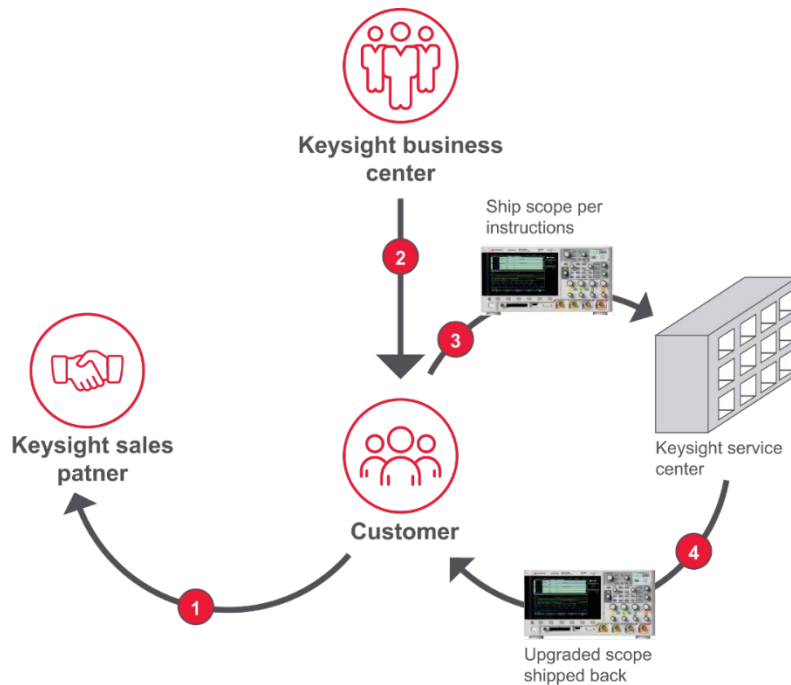 Keysight business
center
2
Ship scope per
instructions
3
Keysight sales
patner
Customer
Keysight service
center
4
1
Upgraded scope
shipped back